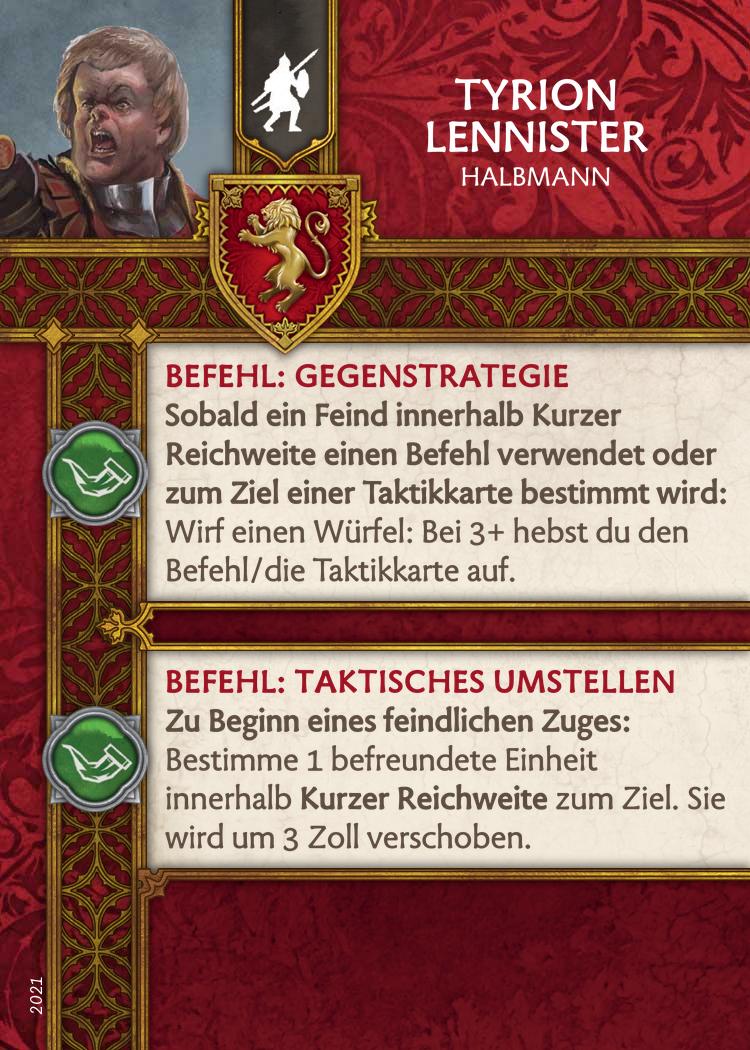 TYRION
LENNISTER
HALBMANN
BEFEHL: GEGENSTRATEGIE
Sobald ein Feind innerhalb Kurzer
Reichweite einen Befehl verwendet oder
zum Ziel einer Taktikkarte bestimmt wird:
Wirf einen Würfel: Bei 3+ hebst du den
Befehl/die Taktikkarte auf.
BEFEHL: TAKTISCHES UMSTELLEN
Zu Beginn eines feindlichen Zuges:
Bestimme 1 befreundete Einheit
innerhalb Kurzer Reichweite zum Ziel. Sie
wird um 3 Zoll verschoben.
2021